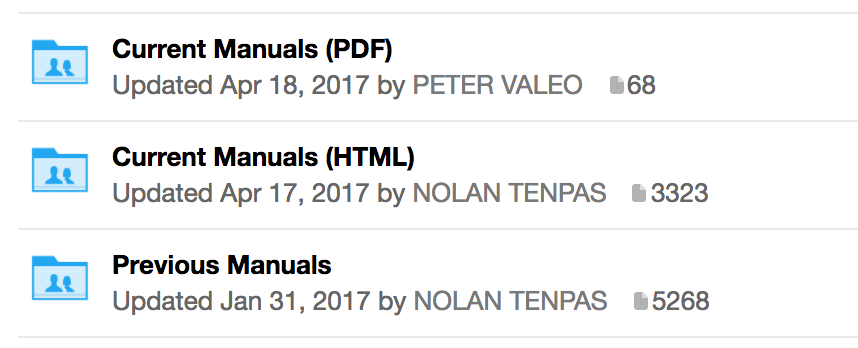 Current Manuals (PDF)
Updated Apr 18, 2017 by PETER VALEO 68
Current Manuals (HTML)
Updated Apr 17, 2017 by NOLAN TENPAS 3323
Previous Manuals
Updated Jan 31, 2017 by NOLAN TENPAS 5268